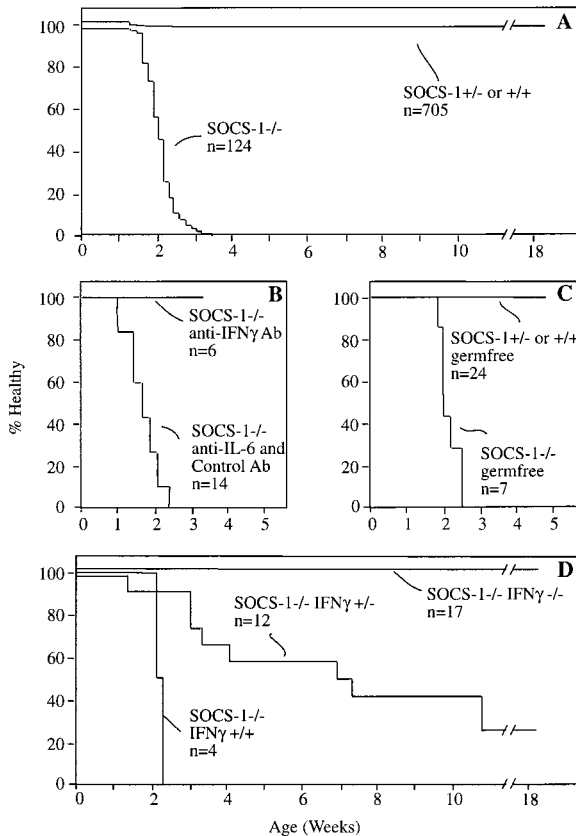 A
100
80
60
40
20
0
SOCS-1+/- or +/+
n=705
SOCS-1-/-
n=124
0 2 4 6 8 10 18
B
100
80
60
40
20
0
SOCS-1-/-
anti-IFNγ Ab
n=6
SOCS-1-/-
anti-IL-6 and
Control Ab
n=14
0 1 2 3 4 5
C
100
80
60
40
20
0
SOCS-1+/- or +/+
germfree
n=24
SOCS-1-/-
germfree
n=7
0 1 2 3 4 5
% Healthy
D
100
80
60
40
20
0
SOCS-1-/- IFNγ -/-
n=17
SOCS-1-/- IFNγ +/-
n=12
SOCS-1-/-
IFNγ +/+
n=4
0 2 4 6 8 10 18
Age (Weeks)